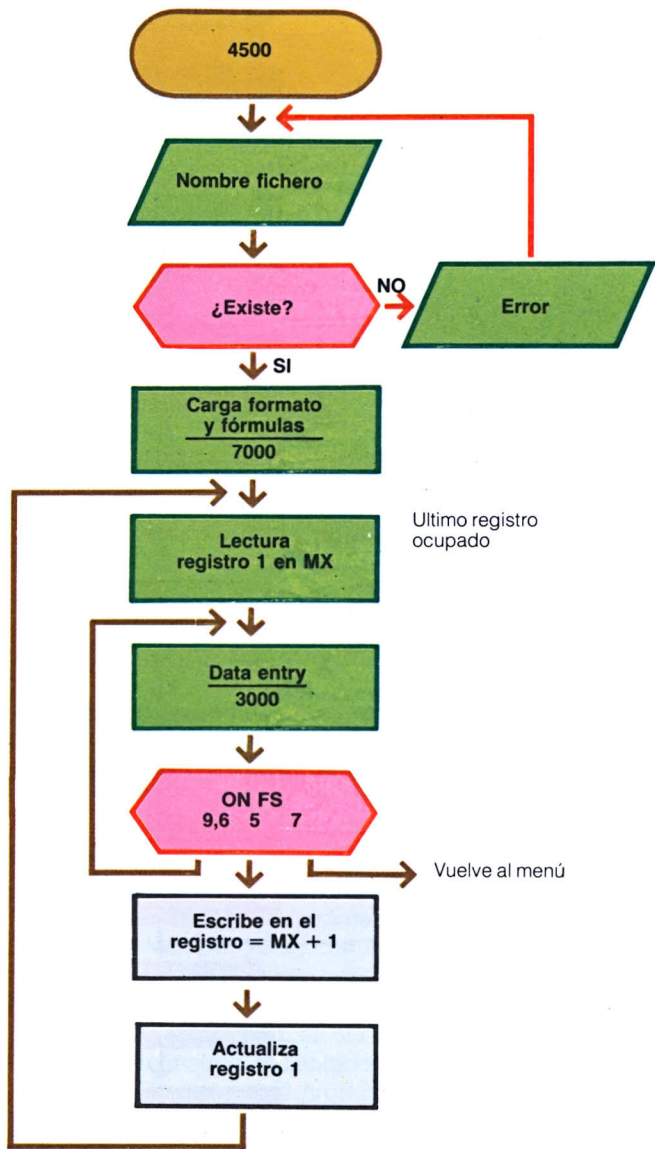 4500
Nombre fichero
¿Existe?
NO
Error
SI
Carga formato
y fórmulas
7000
Ultimo registro
ocupado
Lectura
registro 1 en MX
Data entry
3000
ON FS
9,6 5 7
Vuelve al menú
Escribe en el
registro = MX + 1
Actualiza
registro 1